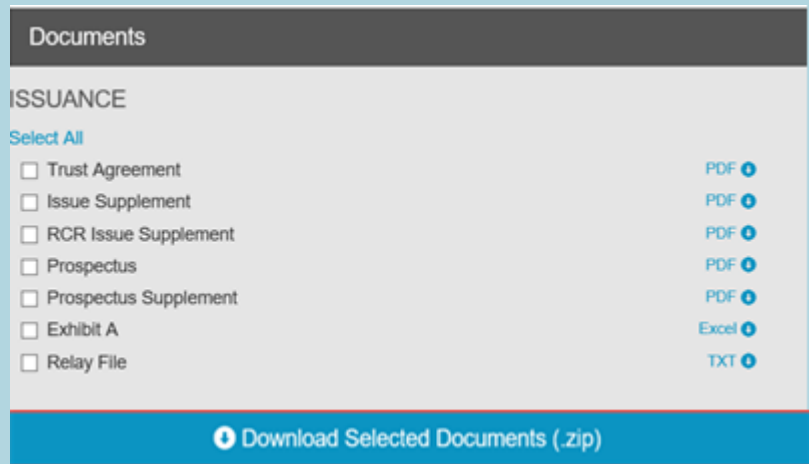 Documents
ISSUANCE
Select All
Trust Agreement PDF
Issue Supplement PDF
RCR Issue Supplement PDF
Prospectus PDF
Prospectus Supplement PDF
Exhibit A Excel
Relay File TXT
Download Selected Documents (.zip)